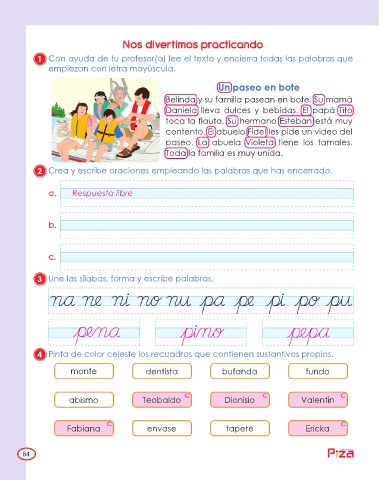 Nos divertimos practicando
1 Con ayuda de tu profesor(a) lee el texto y encierra todas las palabras que
empiezan con letra mayúscula.
Un paseo en bote
Belinda y su familia pasean en bote. Su mamá
Daniela lleva dulces y bebidas. El papá Tito
toca la flauta. Su hermano Esteban está muy
contento. El abuelo Fidel les pide un video del
paseo. La abuela Violeta tiene los tamales.
Toda la familia es muy unida.
2 Crea y escribe oraciones empleando las palabras que has encerrado.
a. Respuesta libre
b.
c.
3 Une las sílabas, forma y escribe palabras.
na ne ni no nu pa pe pi po pu
pena pino pepa
4 Pinta de color celeste los recuadros que contienen sustantivos propios.
monte dentista bufanda fundo
abismo Teobaldo C Dionisio C Valentín C
Fabiana C envase tapete Ericka C
84 Piza